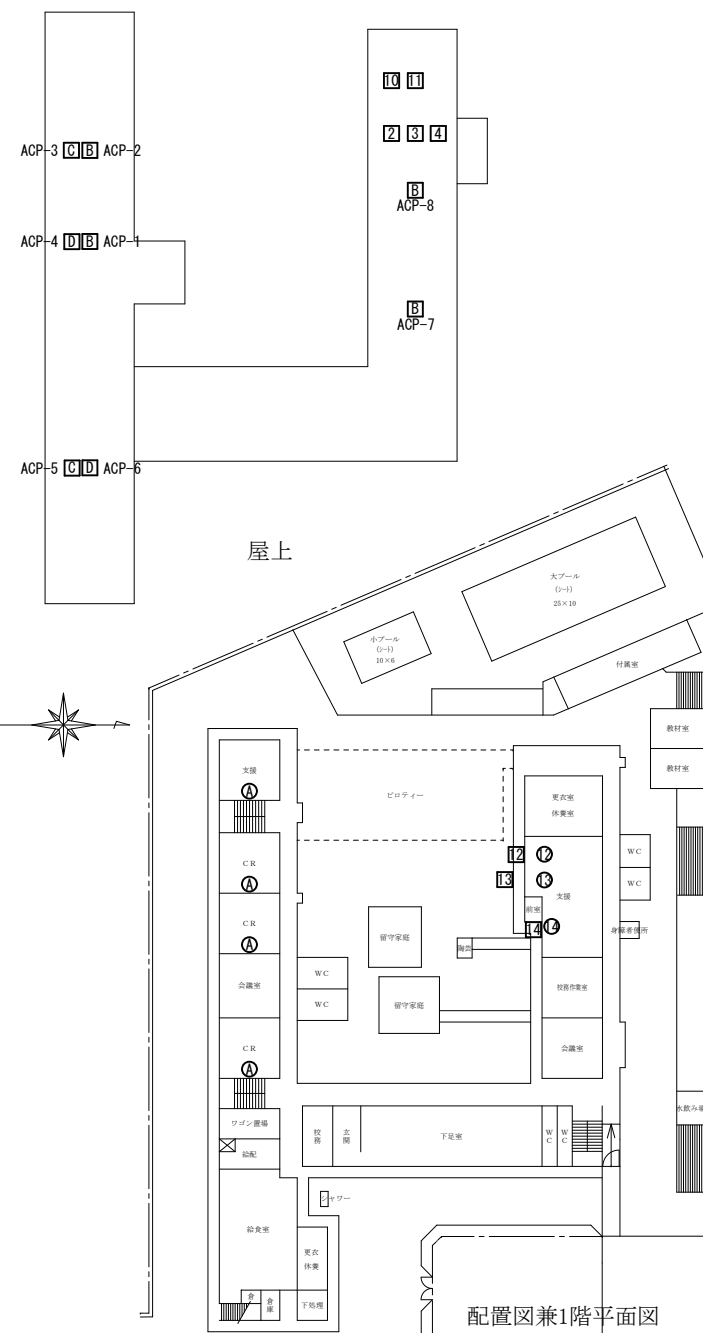 10 11
2 3 4
ACP-3 C B ACP-2
B
ACP-8
ACP-4 D B ACP-1
B
ACP-7
ACP-5 C D ACP-6
屋上
大プール
(シート)
25×10
小プール
(シート)
10×6
付属室
教材室
教材室
支援
A
ピロティー
更衣室
休養室
CR
A
12 12
WC
13 13
支援
WC
CR
A
前室
14 14
身障者便所
留守家庭
陶芸
会議室
WC
WC
留守家庭
校務作業室
CR
A
会議室
ワゴン置場
校務
玄関
下足室
WC
WC
水飲み場
給配
シャワー
給食室
更衣
休養
倉
倉庫
下処理
配置図兼1階平面図